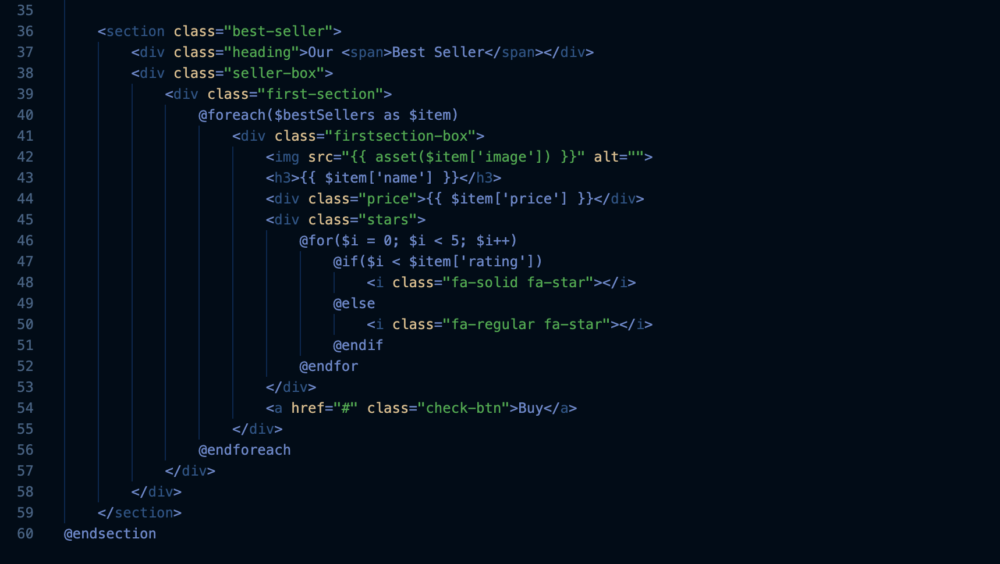 35
36 <section class="best-seller">
37 <div class="heading">Our <span>Best Seller</span></div>
38 <div class="seller-box">
39 <div class="first-section">
40 @foreach($bestSellers as $item)
41 <div class="firstsection-box">
42 <img src="{{ asset($item['image']) }}" alt="">
43 <h3>{{ $item['name'] }}</h3>
44 <div class="price">{{ $item['price'] }}</div>
45 <div class="stars">
46 @for($i = 0; $i < 5; $i++)
47 @if($i < $item['rating'])
48 <i class="fa-solid fa-star"></i>
49 @else
50 <i class="fa-regular fa-star"></i>
51 @endif
52 @endfor
53 </div>
54 <a href="#" class="check-btn">Buy</a>
55 </div>
56 @endforeach
57 </div>
58 </div>
59 </section>
60 @endsection